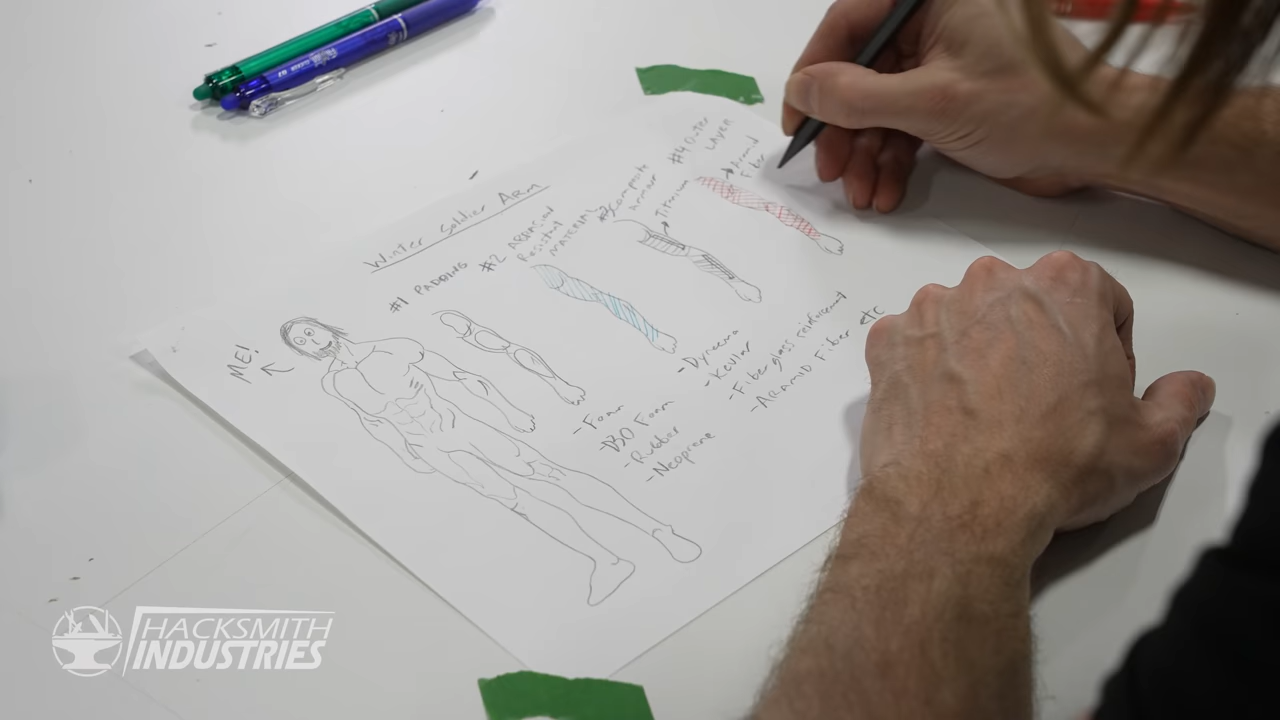 Winter Soldier Arm
ME!
#1 PADDING
#2 ABRASION
Resistant
MATERIAL
#3 Composite
Armour
Titanium
#4 Outer
LAYER
Aramid
Fiber
- Foam
- D3O Foam
- Rubber
- Neoprene
- Dyneema
- Kevlar
- Fiberglass reinforcement
- ARAMID Fiber etc
HACKSMITH
INDUSTRIES